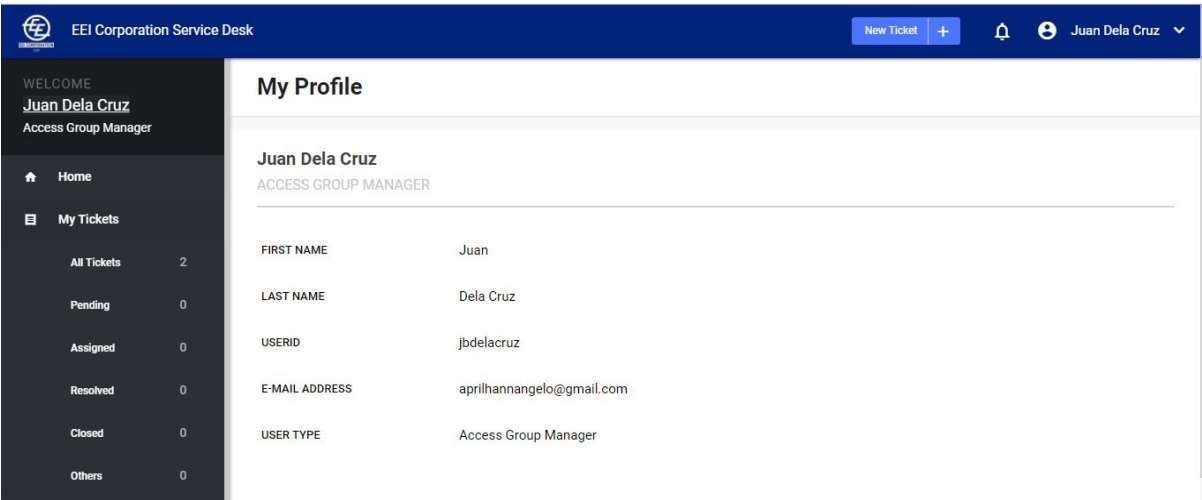 EEI Corporation Service Desk
New Ticket +
Juan Dela Cruz
WELCOME
Juan Dela Cruz
Access Group Manager
Home
My Tickets
All Tickets 2
Pending 0
Assigned 0
Resolved 0
Closed 0
Others 0
My Profile
Juan Dela Cruz
ACCESS GROUP MANAGER
FIRST NAME Juan
LAST NAME Dela Cruz
USERID jbdelacruz
E-MAIL ADDRESS aprilhannangelo@gmail.com
USER TYPE Access Group Manager